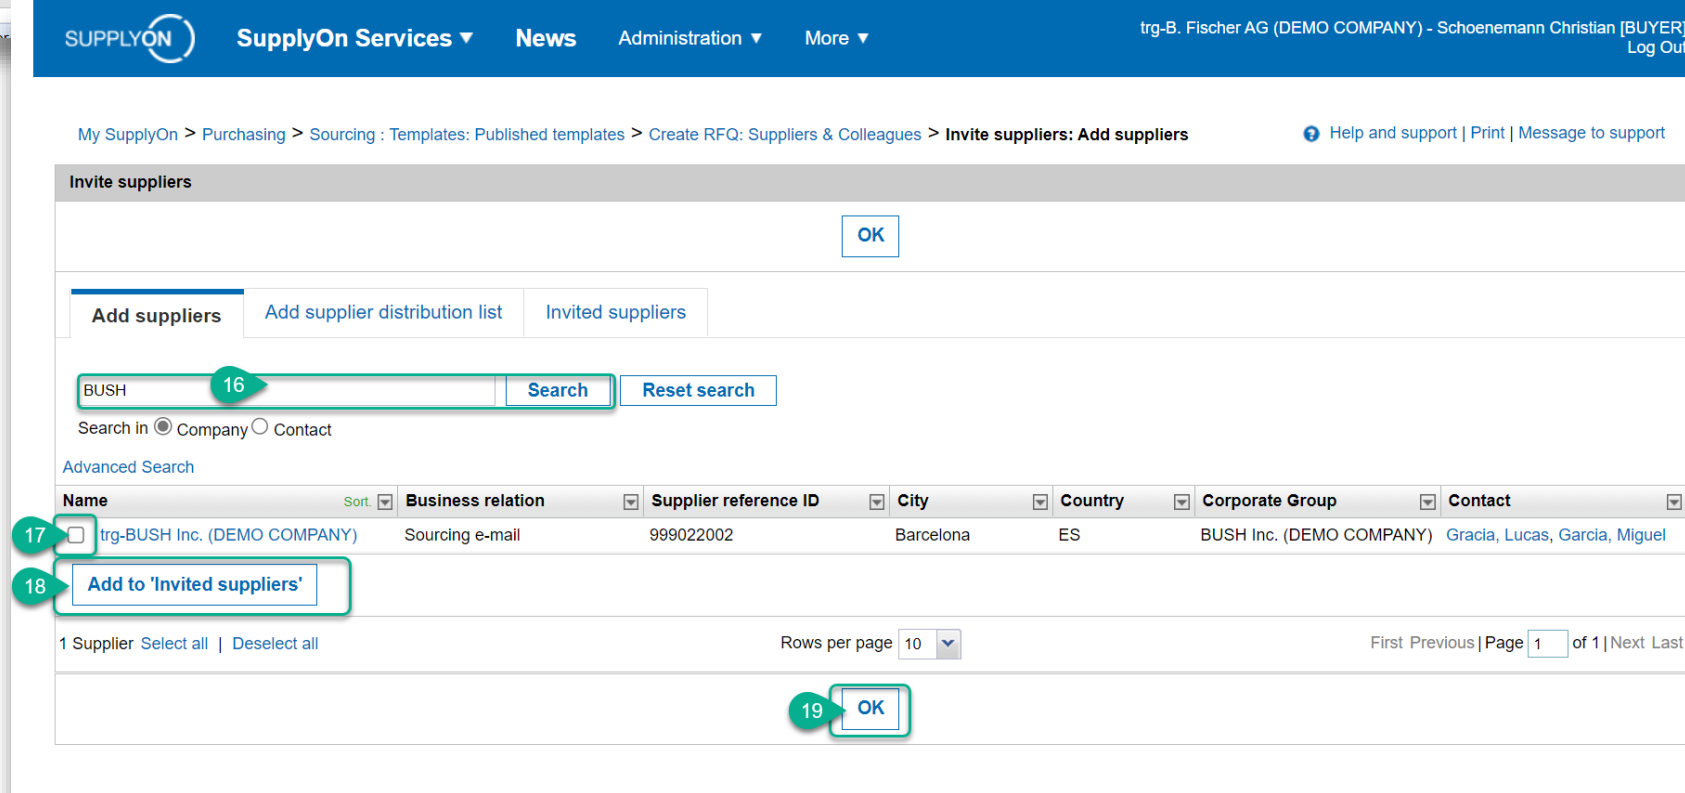 SUPPLYON SupplyOn Services ▼ News Administration ▼ More ▼ trg-B. Fischer AG (DEMO COMPANY) - Schoenemann Christian [BUYER]
Log Out
My SupplyOn > Purchasing > Sourcing : Templates: Published templates > Create RFQ: Suppliers & Colleagues > Invite suppliers: Add suppliers ? Help and support | Print | Message to support
Invite suppliers
OK
Add suppliers Add supplier distribution list Invited suppliers
BUSH 16 Search Reset search
Search in Company Contact
Advanced Search
Name Sort. Business relation Supplier reference ID City Country Corporate Group Contact
17 trg-BUSH Inc. (DEMO COMPANY) Sourcing e-mail 999022002 Barcelona ES BUSH Inc. (DEMO COMPANY) Gracia, Lucas, Garcia, Miguel
18 Add to 'Invited suppliers'
1 Supplier Select all | Deselect all Rows per page 10 First Previous | Page 1 of 1 | Next Last
19 OK